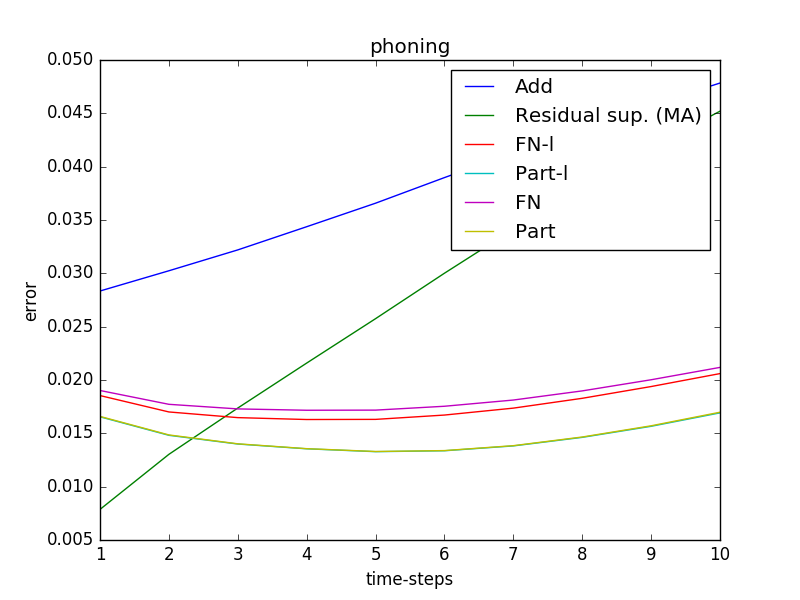 phoning
0.050
0.045
0.040
0.035
0.030
0.025
0.020
0.015
0.010
0.005
error
Add
Residual sup. (MA)
FN-l
Part-l
FN
Part
1 2 3 4 5 6 7 8 9 10
time-steps